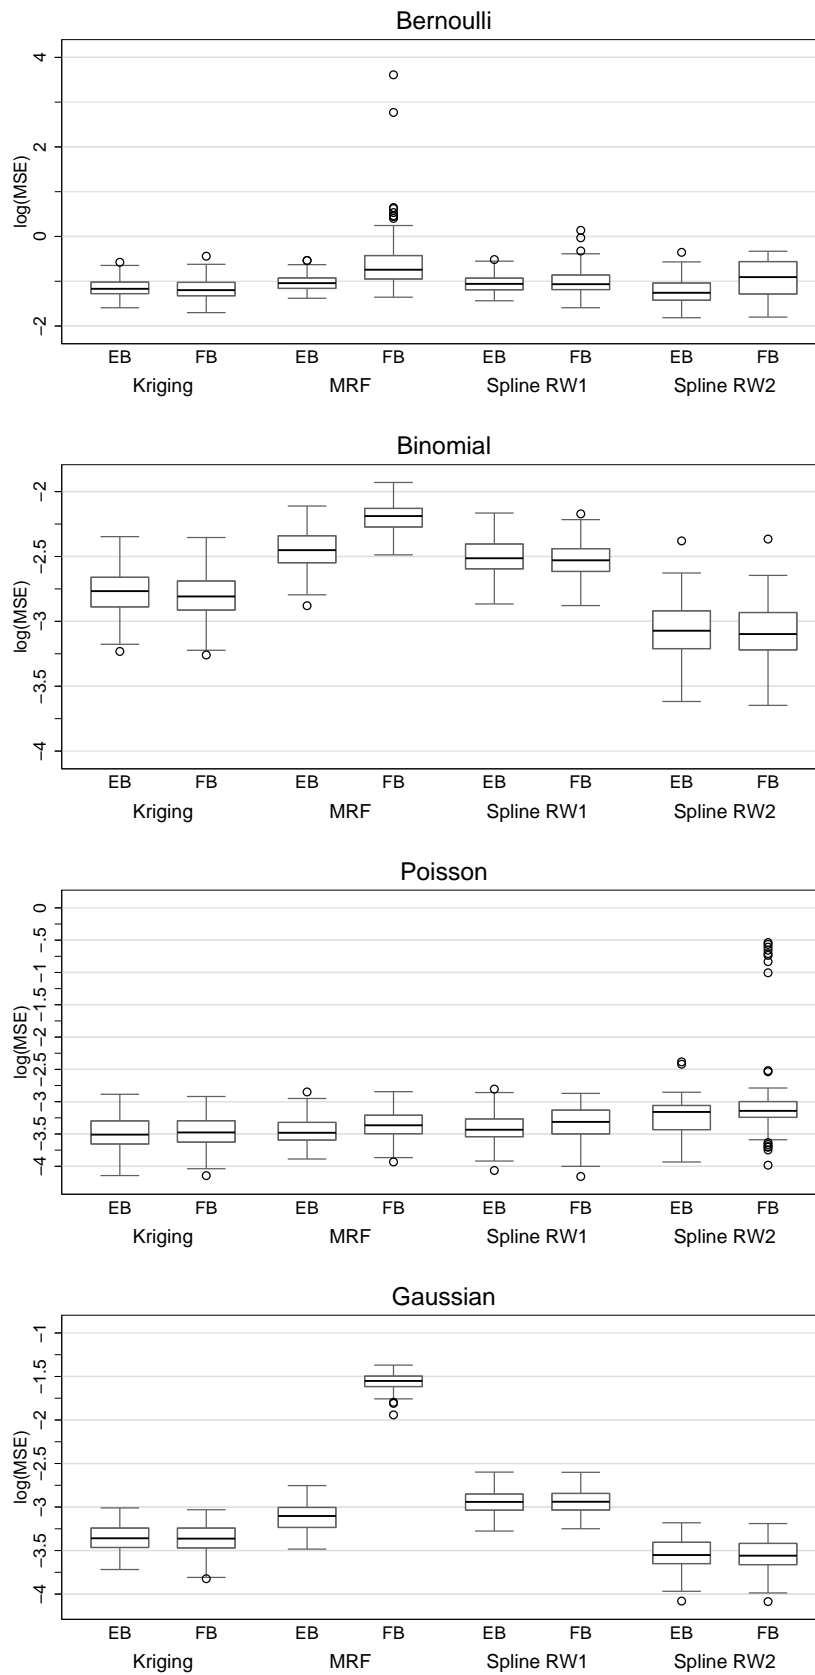 Bernoulli
log(MSE)
4
2
0
−2
EB FB EB FB EB FB EB FB
Kriging MRF Spline RW1 Spline RW2
Binomial
log(MSE)
−2
−2.5
−3
−3.5
−4
EB FB EB FB EB FB EB FB
Kriging MRF Spline RW1 Spline RW2
Poisson
log(MSE)
0
−.5
−1
−1.5
−2
−2.5
−3
−3.5
−4
EB FB EB FB EB FB EB FB
Kriging MRF Spline RW1 Spline RW2
Gaussian
log(MSE)
−1
−1.5
−2
−2.5
−3
−3.5
−4
EB FB EB FB EB FB EB FB
Kriging MRF Spline RW1 Spline RW2